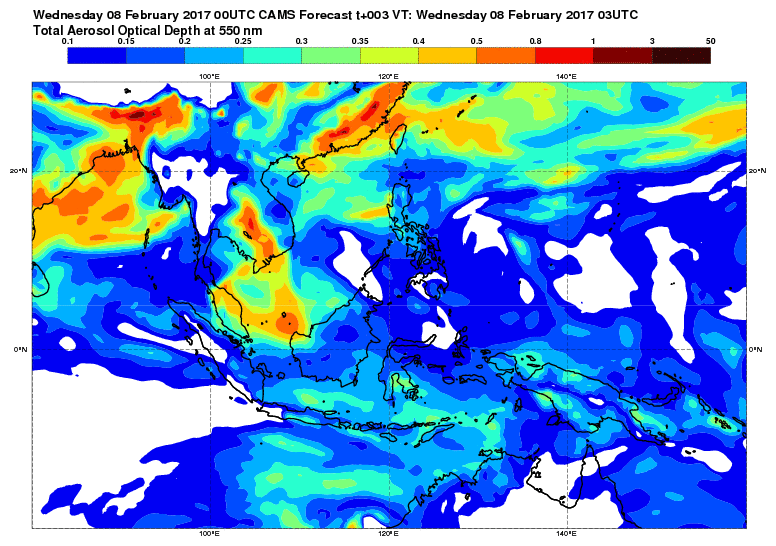 Wednesday 08 February 2017 00UTC CAMS Forecast t+003 VT: Wednesday 08 February 2017 03UTC
Total Aerosol Optical Depth at 550 nm
0.1 0.15 0.2 0.25 0.3 0.35 0.4 0.5 0.8 1 3 50
100°E 120°E 140°E
20°N 20°N
0°N 0°N
100°E 120°E 140°E